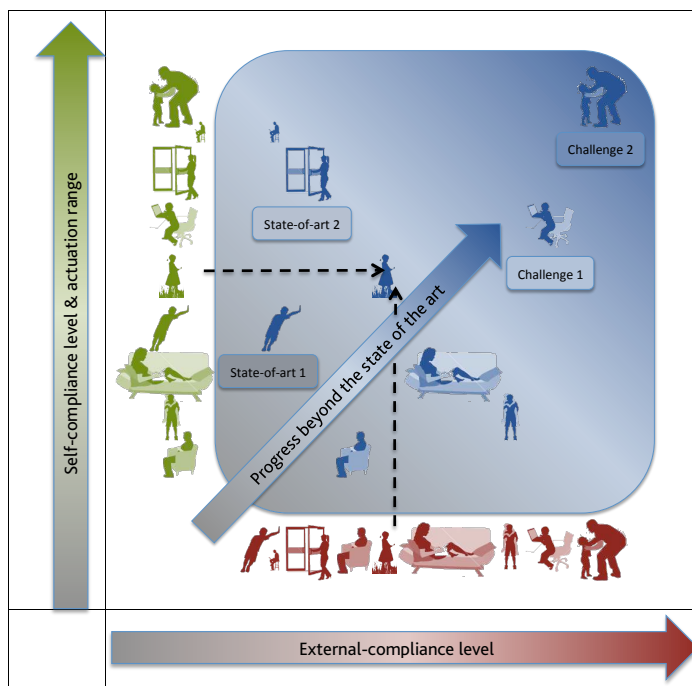 Self-compliance level & actuation range
Challenge 2
State-of-art 2
Challenge 1
State-of-art 1
Progress beyond the state of the art
External-compliance level